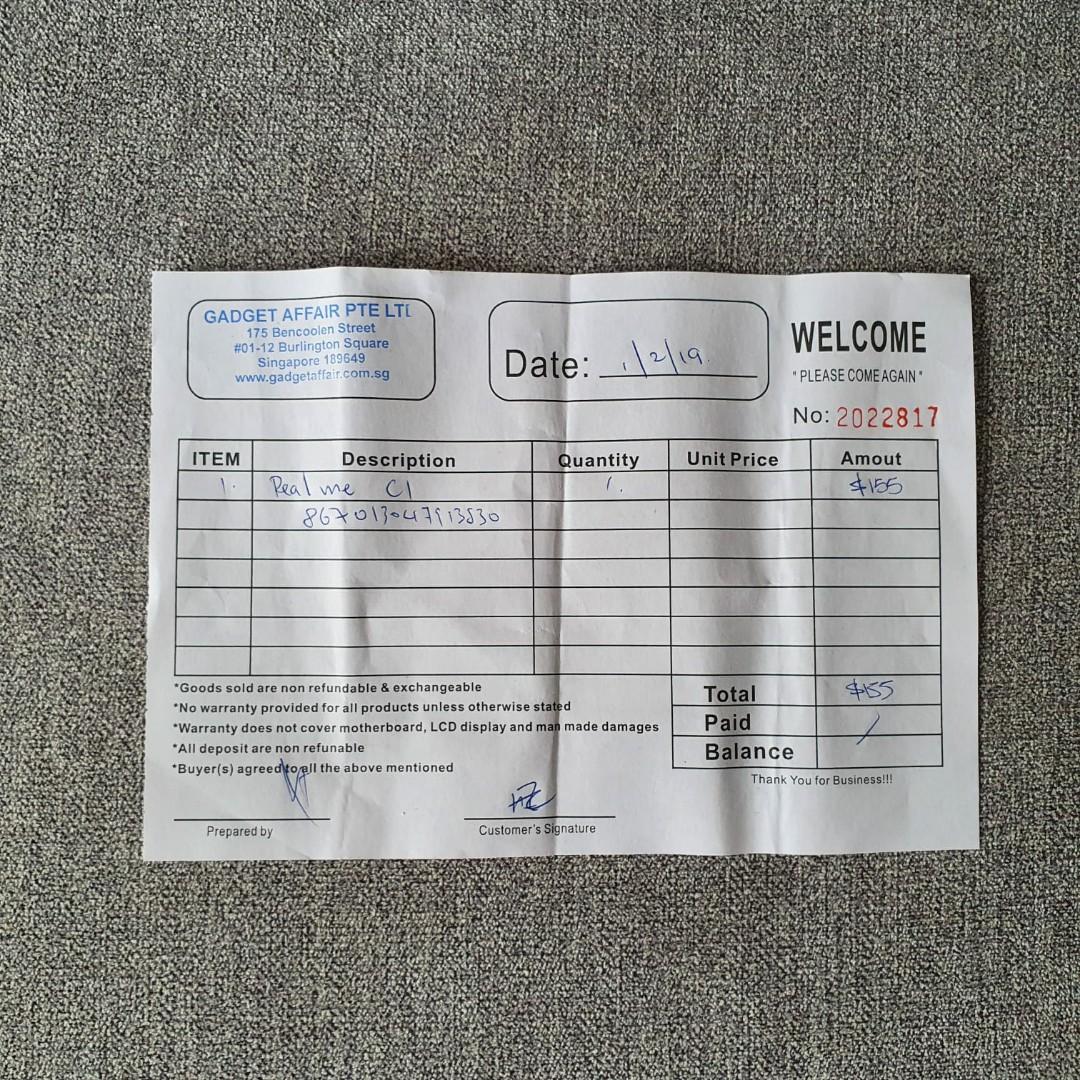 GADGET AFFAIR PTE LTD
175 Bencoolen Street
#01-12 Burlington Square
Singapore 189649
www.gadgetaffair.com.sg
Date: 1/2/19.
WELCOME
" PLEASE COME AGAIN "
No: 2022817
ITEM Description Quantity Unit Price Amout
1. Realme C1 1. $155
*Goods sold are non refundable & exchangeable
*No warranty provided for all products unless otherwise stated
*Warranty does not cover motherboard, LCD display and man made damages
*All deposit are non refunable
*Buyer(s) agreed to all the above mentioned
Total $155
Paid /
Balance
Thank You for Business!!!
Prepared by
Customer's Signature